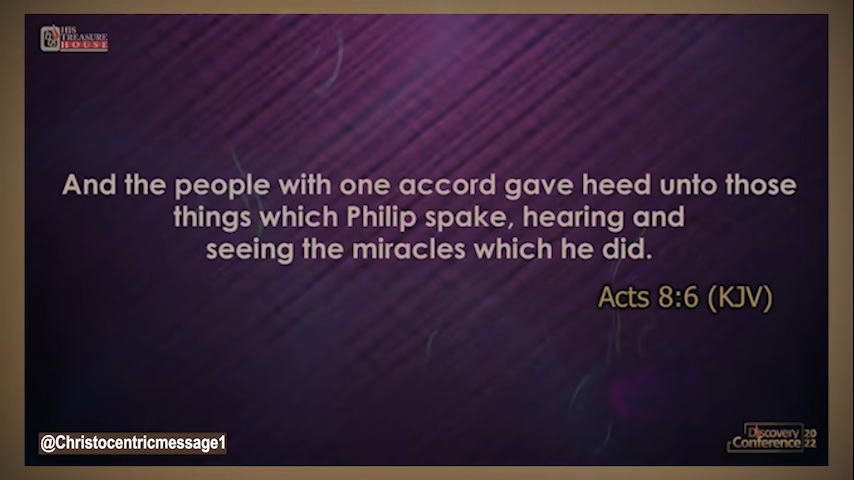 HIS
TREASURE
HOUSE
And the people with one accord gave heed unto those
things which Philip spake, hearing and
seeing the miracles which he did.
Acts 8:6 (KJV)
@Christocentricmessage1
Discovery
Conference
20
22